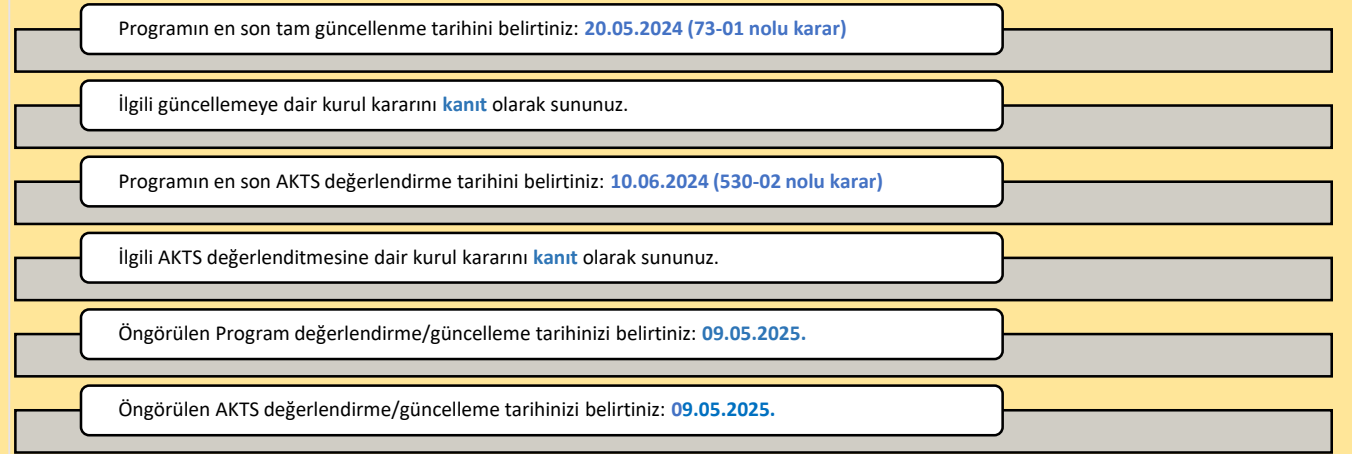 Programın en son tam güncellenme tarihini belirtiniz: 20.05.2024 (73-01 nolu karar)
İlgili güncellemeye dair kurul kararını kanıt olarak sununuz.
Programın en son AKTS değerlendirme tarihini belirtiniz: 10.06.2024 (530-02 nolu karar)
İlgili AKTS değerlenditmesine dair kurul kararını kanıt olarak sununuz.
Öngörülen Program değerlendirme/güncelleme tarihinizi belirtiniz: 09.05.2025.
Öngörülen AKTS değerlendirme/güncelleme tarihinizi belirtiniz: 09.05.2025.